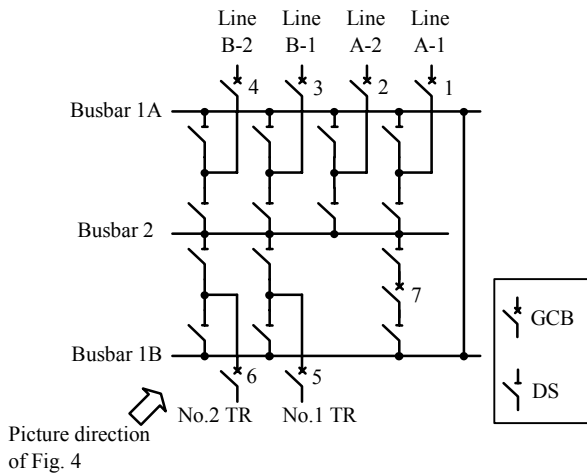 Line B-2
Line B-1
Line A-2
Line A-1
4
3
2
1
Busbar 1A
Busbar 2
7
GCB
Busbar 1B
6
5
DS
No.2 TR
No.1 TR
Picture direction
of Fig. 4